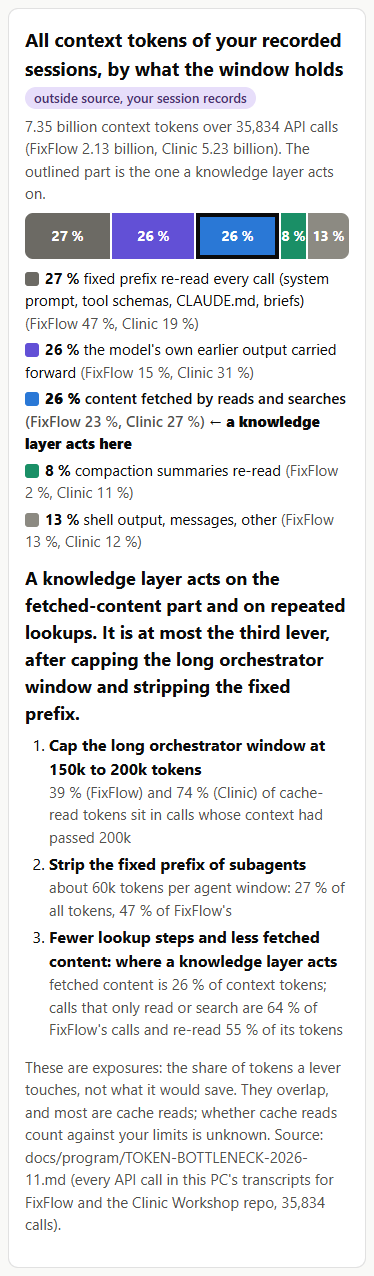 All context tokens of your recorded
sessions, by what the window holds
outside source, your session records
7.35 billion context tokens over 35,834 API calls
(FixFlow 2.13 billion, Clinic 5.23 billion). The
outlined part is the one a knowledge layer acts
on.
27 % 26 % 26 % 8 % 13 %
27 % fixed prefix re-read every call (system
prompt, tool schemas, CLAUDE.md, briefs)
(FixFlow 47 %, Clinic 19 %)
26 % the model's own earlier output carried
forward (FixFlow 15 %, Clinic 31 %)
26 % content fetched by reads and searches
(FixFlow 23 %, Clinic 27 %) ← a knowledge
layer acts here
8 % compaction summaries re-read (FixFlow
2 %, Clinic 11 %)
13 % shell output, messages, other (FixFlow
13 %, Clinic 12 %)
A knowledge layer acts on the
fetched-content part and on repeated
lookups. It is at most the third lever,
after capping the long orchestrator
window and stripping the fixed
prefix.
1. Cap the long orchestrator window at
150k to 200k tokens
39 % (FixFlow) and 74 % (Clinic) of cache-
read tokens sit in calls whose context had
passed 200k
2. Strip the fixed prefix of subagents
about 60k tokens per agent window: 27 % of
all tokens, 47 % of FixFlow's
3. Fewer lookup steps and less fetched
content: where a knowledge layer acts
fetched content is 26 % of context tokens;
calls that only read or search are 64 % of
FixFlow's calls and re-read 55 % of its tokens
These are exposures: the share of tokens a lever
touches, not what it would save. They overlap,
and most are cache reads; whether cache reads
count against your limits is unknown. Source:
docs/program/TOKEN-BOTTLENECK-2026-
11.md (every API call in this PC's transcripts for
FixFlow and the Clinic Workshop repo, 35,834
calls).